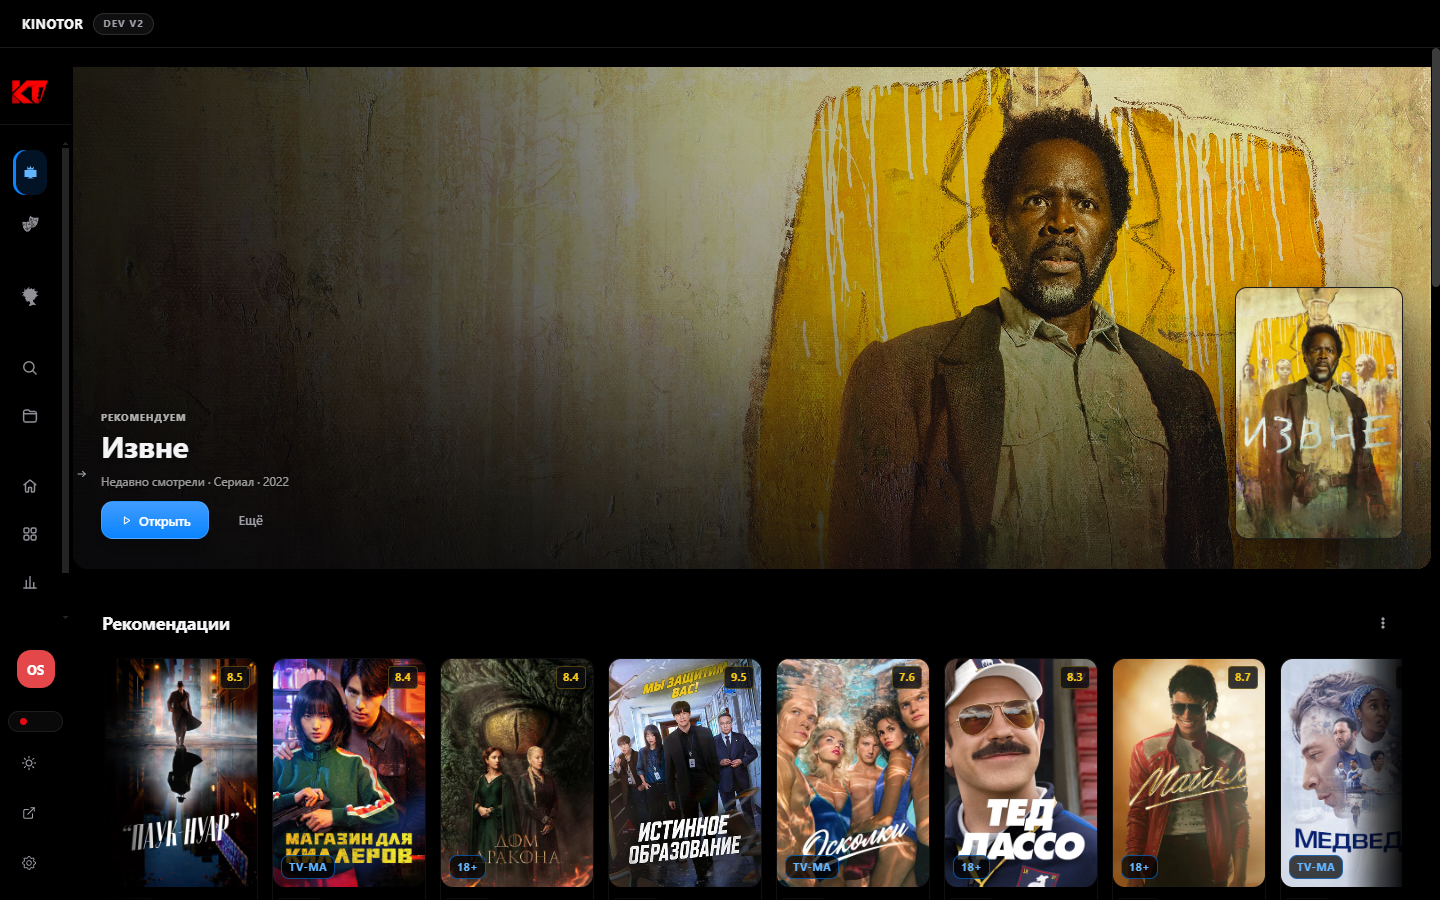 KINOTOR
DEV V2
KT
РЕКОМЕНДУЕМ
Извне
Недавно смотрели · Сериал · 2022
Открыть
Ещё
ИЗВНЕ
OS
Рекомендации
8.5
"ПАУК-НУАР"
8.4
МАГАЗИН ДЛЯ
КИЛЛЕРОВ
TV-MA
8.4
ДОМ
ДРАКОНА
18+
МЫ ЗАЩИТИМ
ВАС!
9.5
ИСТИННОЕ
ОБРАЗОВАНИЕ
7.6
Осколки
TV-MA
8.3
ТЕД
ЛАССО
18+
8.7
Майкл
18+
МЕДВЕД
TV-MA